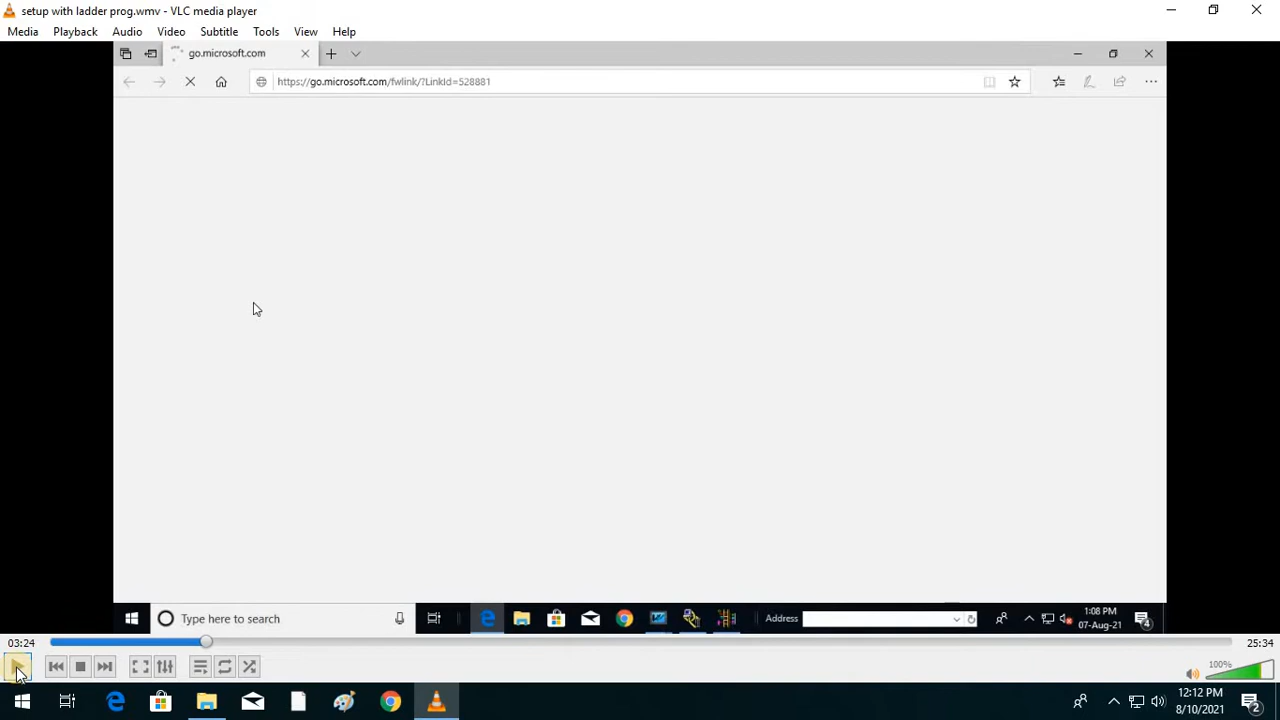 setup with ladder prog.wmv - VLC media player
Media Playback Audio Video Subtitle Tools View Help
go.microsoft.com
https://go.microsoft.com/fwlink/?LinkId=528881
Type here to search
Address
1:08 PM
07-Aug-21
4
03:24
25:34
100%
12:12 PM
8/10/2021
2